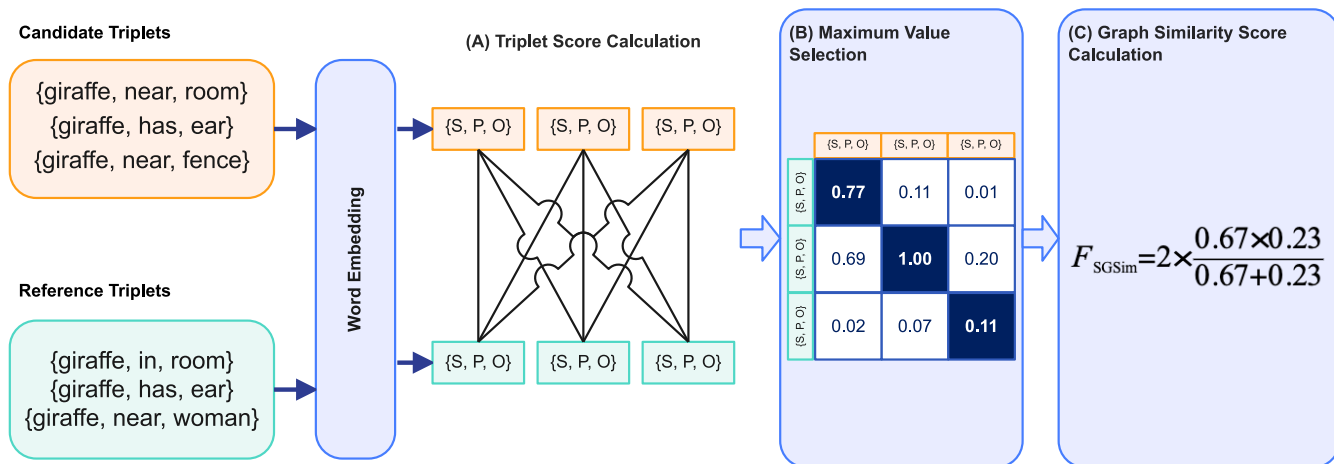 Candidate Triplets
{giraffe, near, room}
{giraffe, has, ear}
{giraffe, near, fence}
Reference Triplets
{giraffe, in, room}
{giraffe, has, ear}
{giraffe, near, woman}
Word Embedding
(A) Triplet Score Calculation
{S, P, O} {S, P, O} {S, P, O}
{S, P, O} {S, P, O} {S, P, O}
(B) Maximum Value
Selection
{S, P, O} {S, P, O} {S, P, O}
{S, P, O} 0.77 0.11 0.01
{S, P, O} 0.69 1.00 0.20
{S, P, O} 0.02 0.07 0.11
(C) Graph Similarity Score
Calculation
F_SGSim=2×(0.67×0.23)/(0.67+0.23)